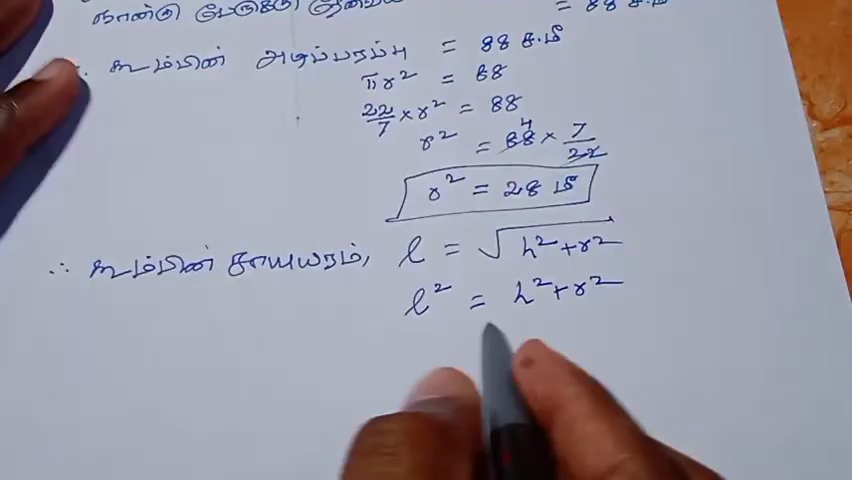 நான்கு பேருக்கு = 88 ச.மீ
∴ கூம்பின் அடிப்பரப்பு = 88 ச.மீ
πr² = 88
22/7 × r² = 88
r² = 88 4 × 7/22
r² = 28 மீ
∴ கூம்பின் சாயுயரம், l = √h²+r²
l² = h²+r²